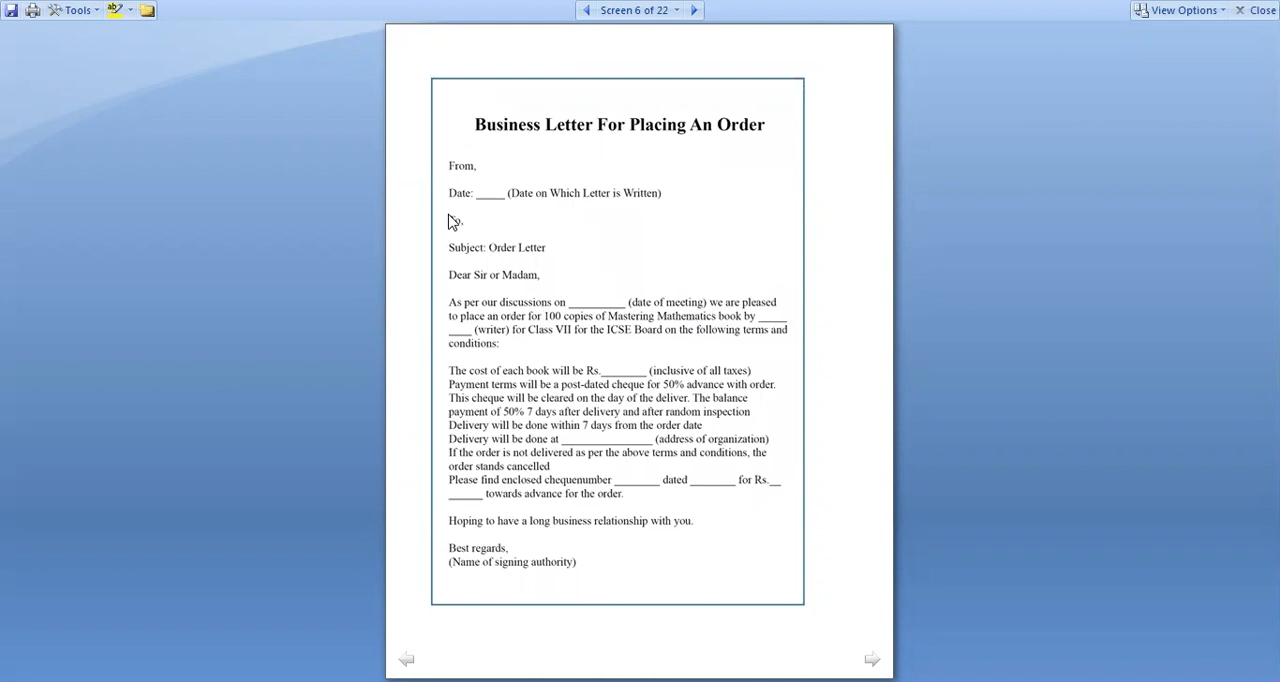 Tools
Screen 6 of 22
View Options
Close
Business Letter For Placing An Order
From,
Date: _____ (Date on Which Letter is Written)
Subject: Order Letter
Dear Sir or Madam,
As per our discussions on __________ (date of meeting) we are pleased
to place an order for 100 copies of Mastering Mathematics book by _____
____ (writer) for Class VII for the ICSE Board on the following terms and
conditions:
The cost of each book will be Rs.________ (inclusive of all taxes)
Payment terms will be a post-dated cheque for 50% advance with order.
This cheque will be cleared on the day of the deliver. The balance
payment of 50% 7 days after delivery and after random inspection
Delivery will be done within 7 days from the order date
Delivery will be done at ________________ (address of organization)
If the order is not delivered as per the above terms and conditions, the
order stands cancelled
Please find enclosed chequenumber ________ dated ________ for Rs.__
______ towards advance for the order.
Hoping to have a long business relationship with you.
Best regards,
(Name of signing authority)